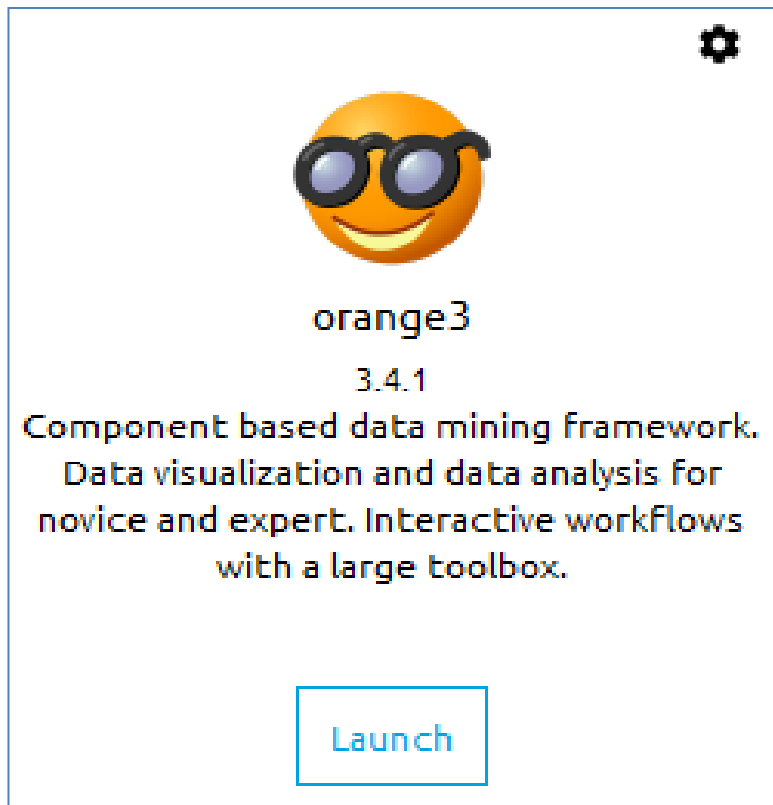 orange3
3.4.1
Component based data mining framework.
Data visualization and data analysis for
novice and expert. Interactive workflows
with a large toolbox.
Launch